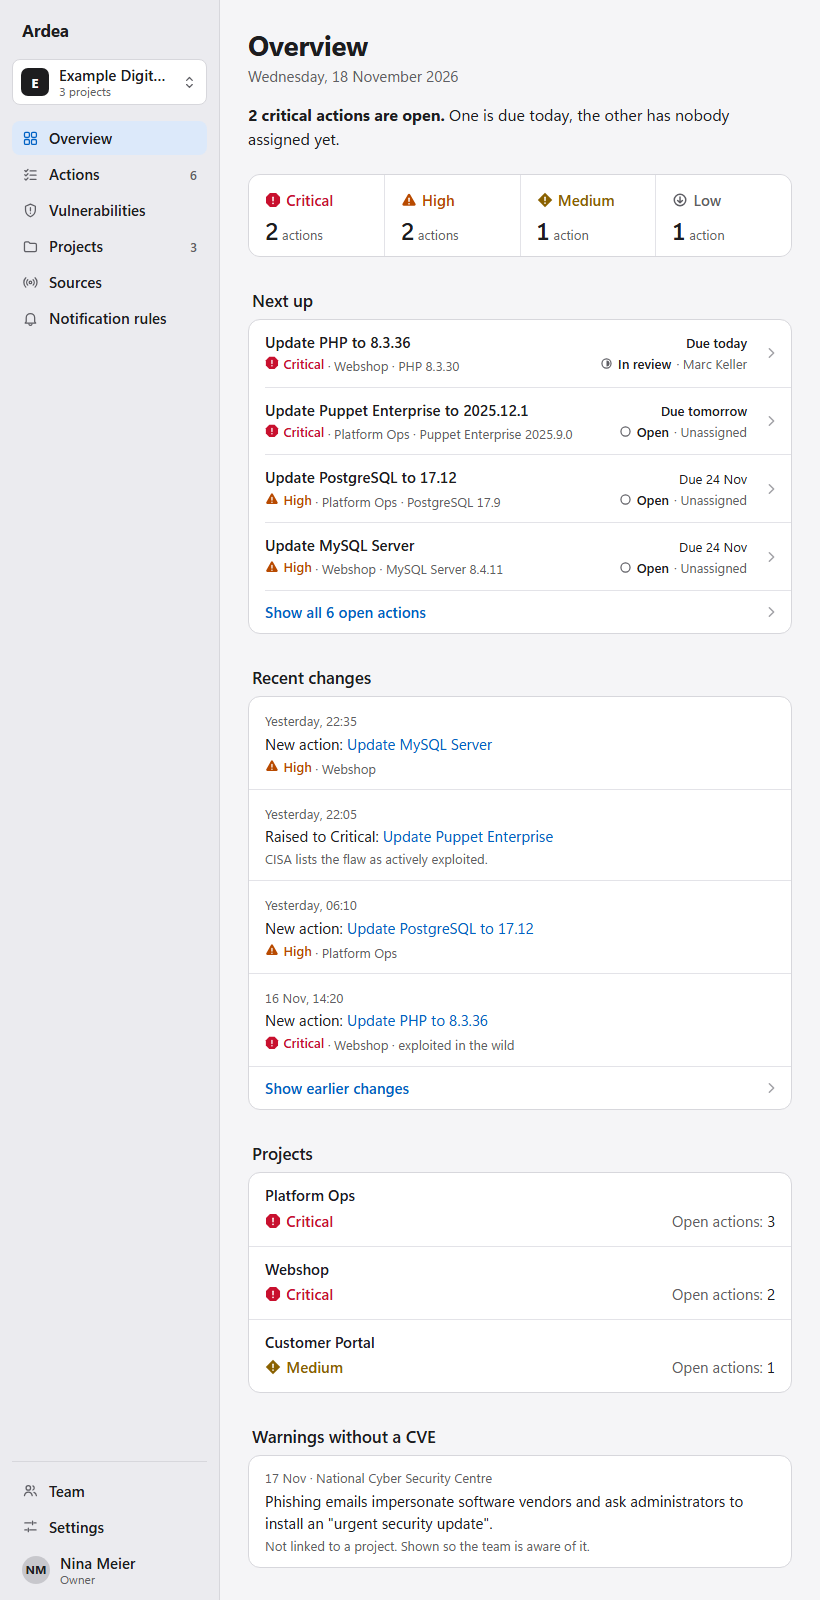 Ardea
E
Example Digit...
3 projects
Overview
Actions 6
Vulnerabilities
Projects 3
Sources
Notification rules
Team
Settings
NM
Nina Meier
Owner
Overview
Wednesday, 18 November 2026
2 critical actions are open. One is due today, the other has nobody
assigned yet.
Critical
2 actions
High
2 actions
Medium
1 action
Low
1 action
Next up
Update PHP to 8.3.36
Due today
Critical · Webshop · PHP 8.3.30
In review · Marc Keller
Update Puppet Enterprise to 2025.12.1
Due tomorrow
Critical · Platform Ops · Puppet Enterprise 2025.9.0
Open · Unassigned
Update PostgreSQL to 17.12
Due 24 Nov
High · Platform Ops · PostgreSQL 17.9
Open · Unassigned
Update MySQL Server
Due 24 Nov
High · Webshop · MySQL Server 8.4.11
Open · Unassigned
Show all 6 open actions
Recent changes
Yesterday, 22:35
New action: Update MySQL Server
High · Webshop
Yesterday, 22:05
Raised to Critical: Update Puppet Enterprise
CISA lists the flaw as actively exploited.
Yesterday, 06:10
New action: Update PostgreSQL to 17.12
High · Platform Ops
16 Nov, 14:20
New action: Update PHP to 8.3.36
Critical · Webshop · exploited in the wild
Show earlier changes
Projects
Platform Ops
Critical
Open actions: 3
Webshop
Critical
Open actions: 2
Customer Portal
Medium
Open actions: 1
Warnings without a CVE
17 Nov · National Cyber Security Centre
Phishing emails impersonate software vendors and ask administrators to
install an "urgent security update".
Not linked to a project. Shown so the team is aware of it.